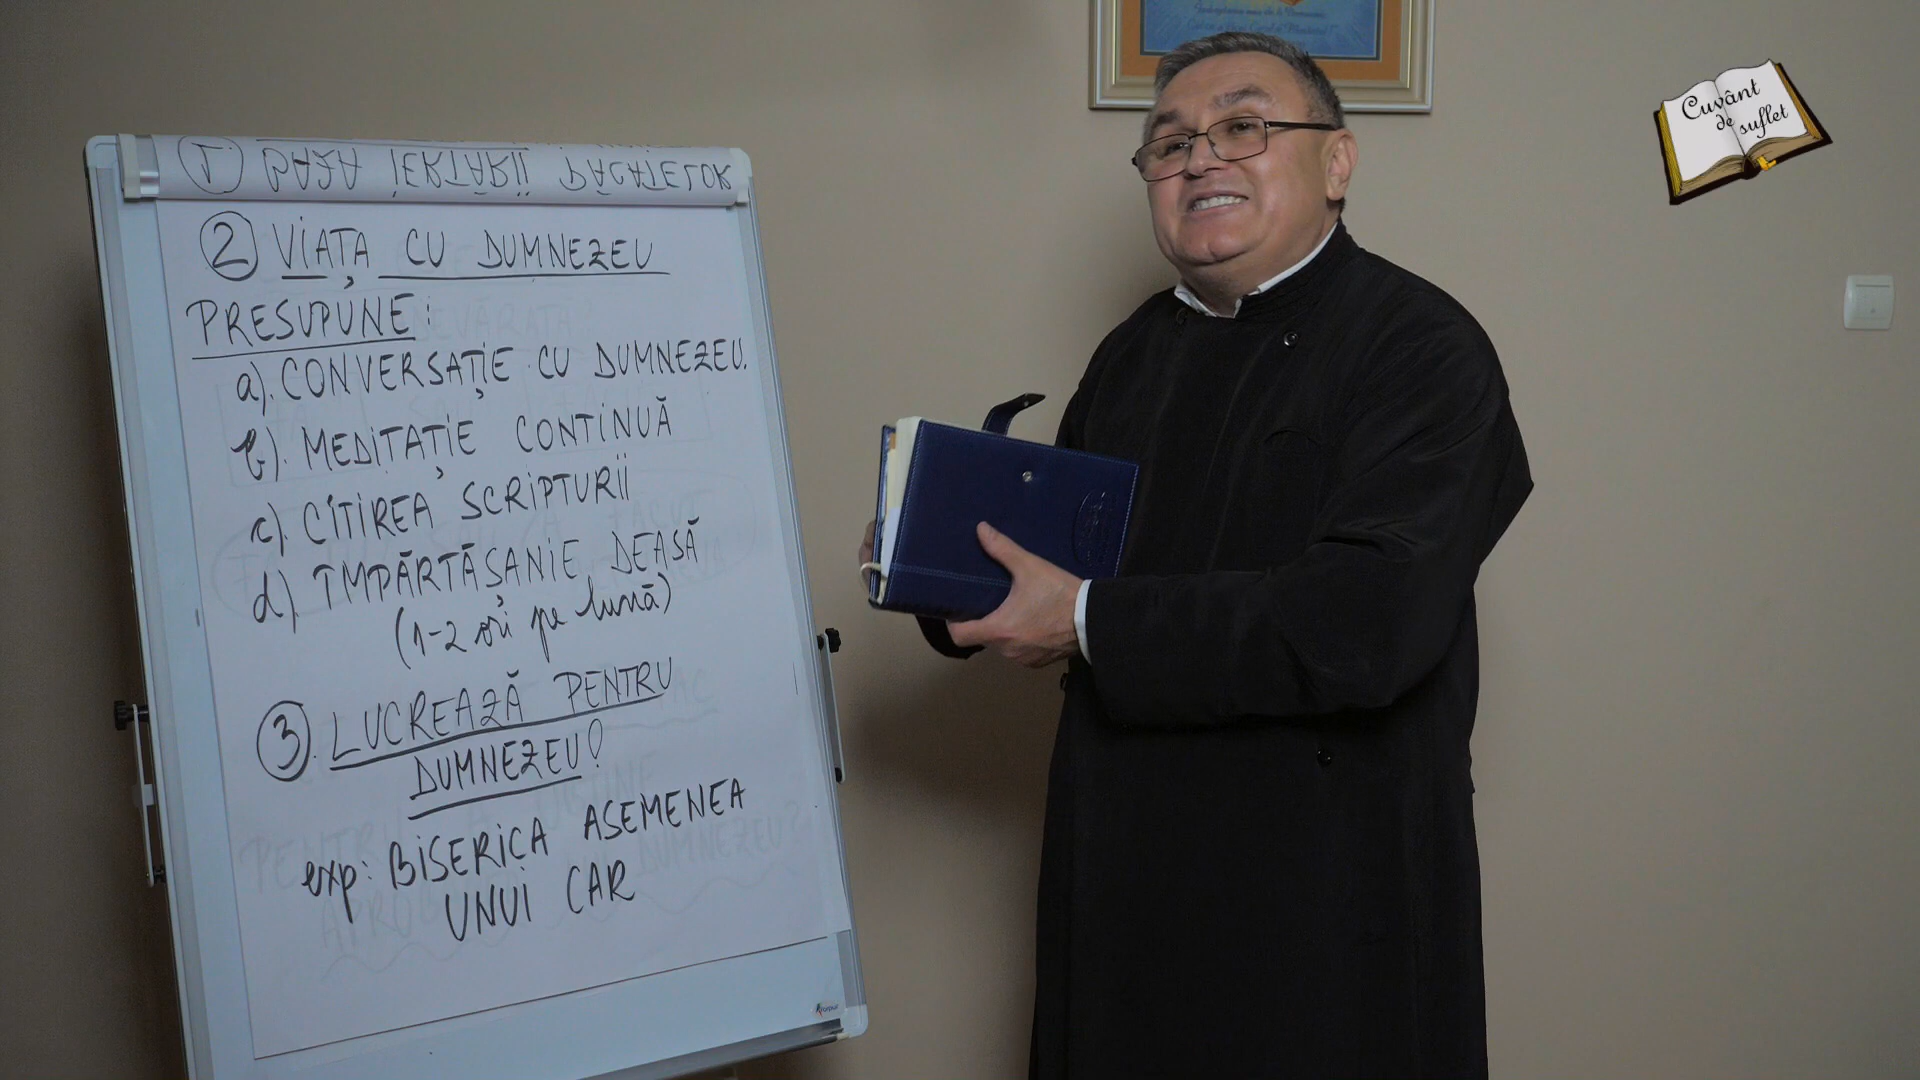 2 VIAȚA CU DUMNEZEU
PRESUPUNE:
a). CONVERSAȚIE CU DUMNEZEU.
b). MEDITAȚIE CONTINUĂ
c). CITIREA SCRIPTURII
d). ÎMPĂRTĂȘANIE DEASĂ
(1-2 ori pe lună)
3. LUCREAZĂ PENTRU
DUMNEZEU!
exp: BISERICA ASEMENEA
UNUI CAR
Cuvânt
de suflet